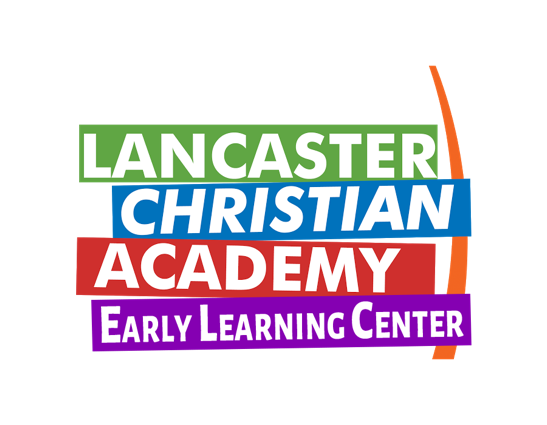 LANCASTER
CHRISTIAN
ACADEMY
EARLY LEARNING CENTER